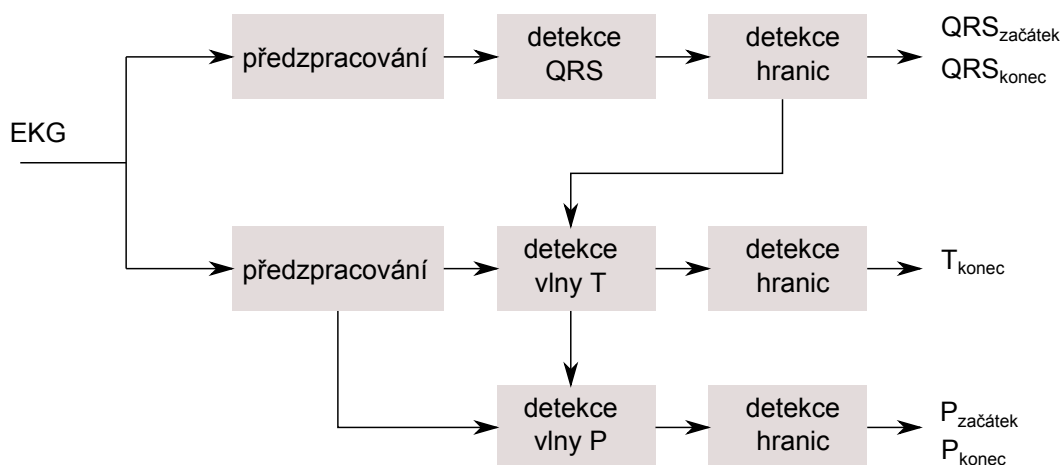 EKG
předzpracování
detekce
QRS
detekce
hranic
QRSzačátek
QRSkonec
předzpracování
detekce
vlny T
detekce
hranic
Tkonec
detekce
vlny P
detekce
hranic
Pzačátek
Pkonec